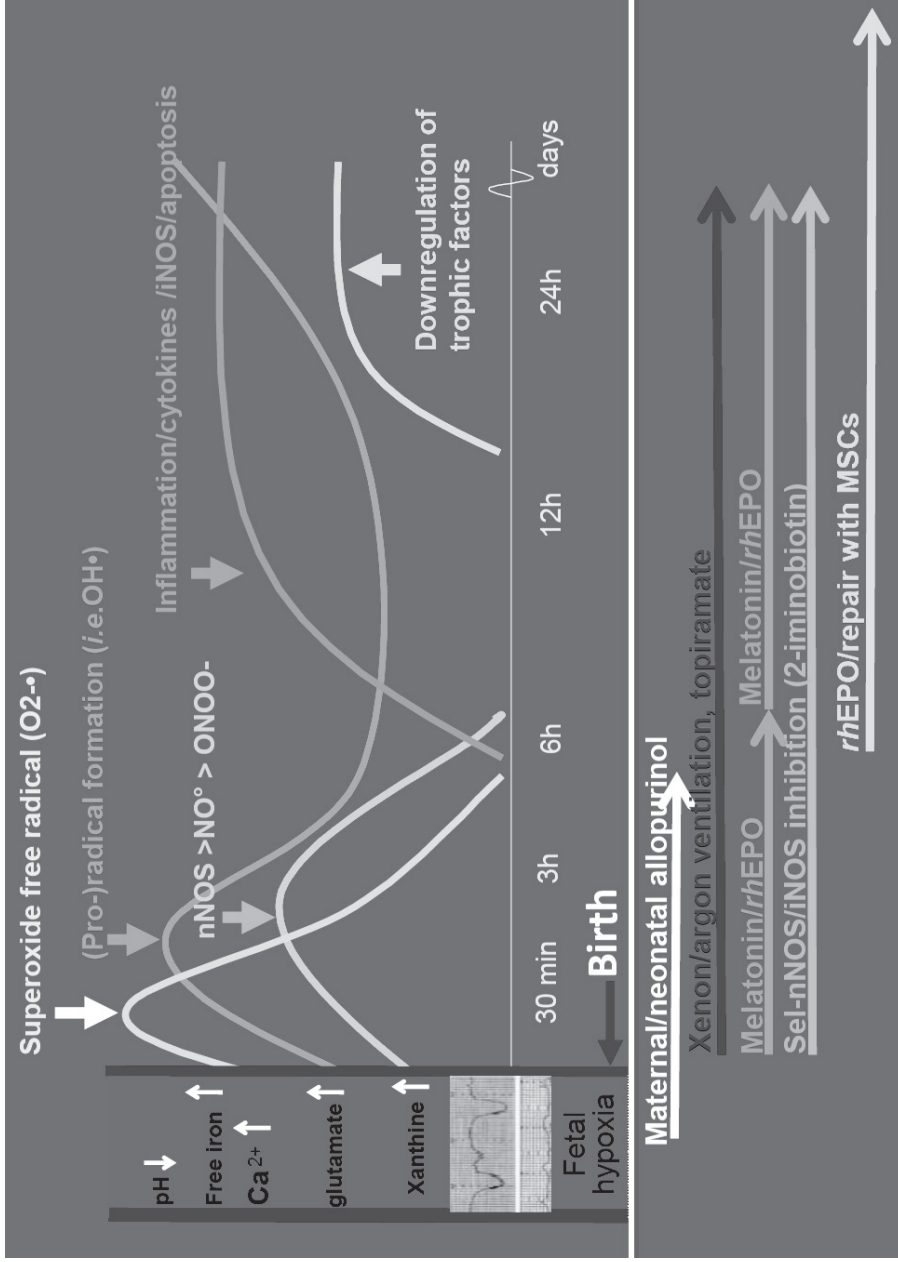 Superoxide free radical (O2-•)
(Pro-)radical formation (i.e.OH•)
Inflammation/cytokines /iNOS/apoptosis
nNOS >NO° > ONOO-
Downregulation of
trophic factors
pH
Free iron
Ca2+
glutamate
Xanthine
Fetal
hypoxia
30 min
3h
6h
12h
24h
days
Birth
Maternal/neonatal allopurinol
Xenon/argon ventilation, topiramate
Melatonin/rhEPO
Melatonin/rhEPO
Sel-nNOS/iNOS inhibition (2-iminobiotin)
rhEPO/repair with MSCs